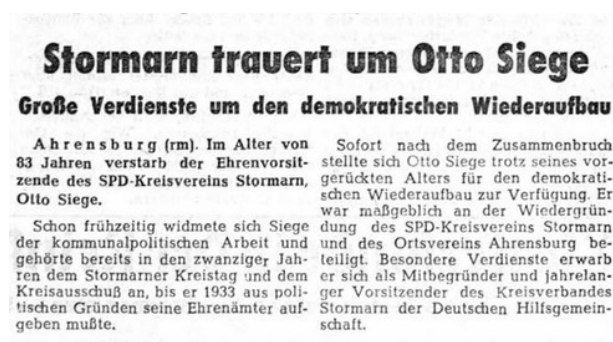 Stormarn trauert um Otto Siege
Große Verdienste um den demokratischen Wiederaufbau
Ahrensburg (rm). Im Alter von
83 Jahren verstarb der Ehrenvorsit-
zende des SPD-Kreisvereins Stormarn,
Otto Siege.
Schon frühzeitig widmete sich Siege
der kommunalpolitischen Arbeit und
gehörte bereits in den zwanziger Jah-
ren dem Stormarner Kreistag und dem
Kreisausschuß an, bis er 1933 aus poli-
tischen Gründen seine Ehrenämter auf-
geben mußte.
Sofort nach dem Zusammenbruch
stellte sich Otto Siege trotz seines vor-
gerückten Alters für den demokrati-
schen Wiederaufbau zur Verfügung. Er
war maßgeblich an der Wiedergrün-
dung des SPD-Kreisvereins Stormarn
und des Ortsvereins Ahrensburg be-
teiligt. Besondere Verdienste erwarb
er sich als Mitbegründer und jahrelan-
ger Vorsitzender des Kreisverbandes
Stormarn der Deutschen Hilfsgemein-
schaft.